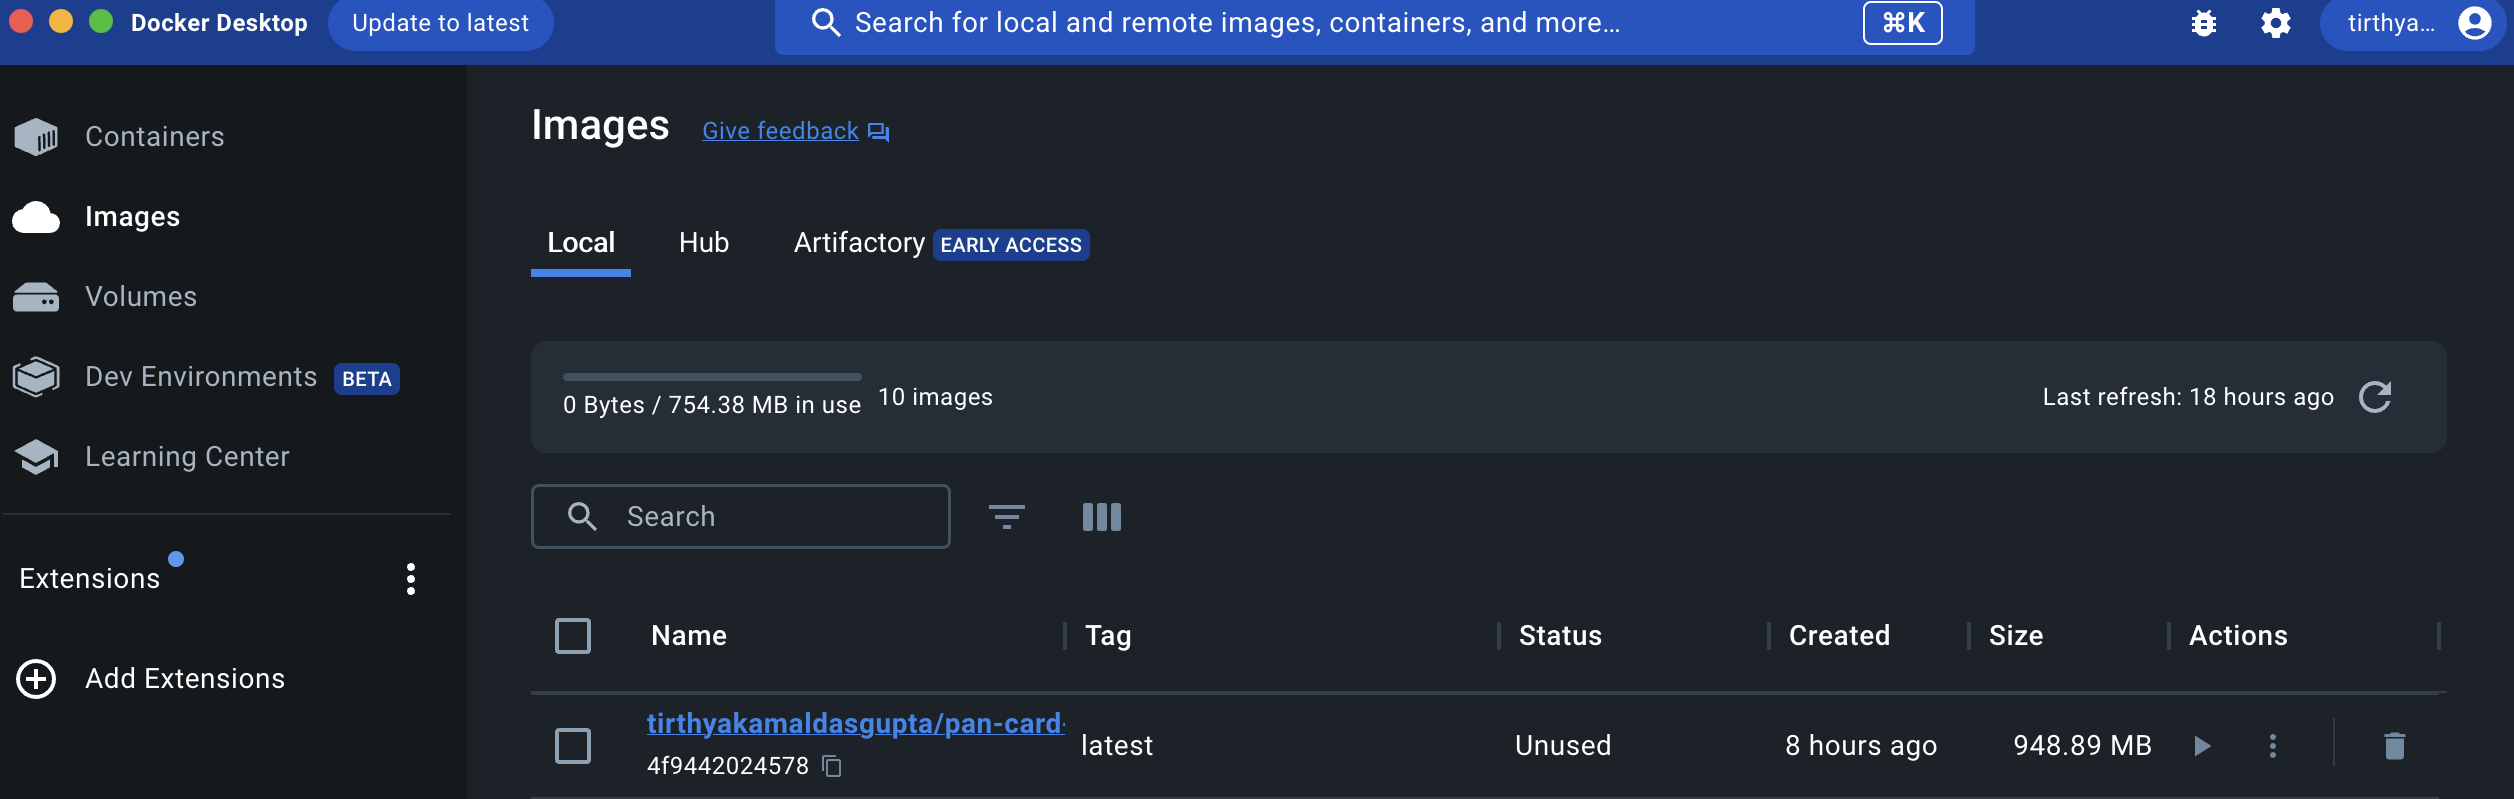 Docker Desktop Update to latest Search for local and remote images, containers, and more... ⌘K tirthya...
Containers
Images
Volumes
Dev Environments BETA
Learning Center
Extensions
Add Extensions
Images Give feedback
Local Hub Artifactory EARLY ACCESS
0 Bytes / 754.38 MB in use 10 images Last refresh: 18 hours ago
Search
Name Tag Status Created Size Actions
tirthyakamaldasgupta/pan-card- latest Unused 8 hours ago 948.89 MB
4f9442024578